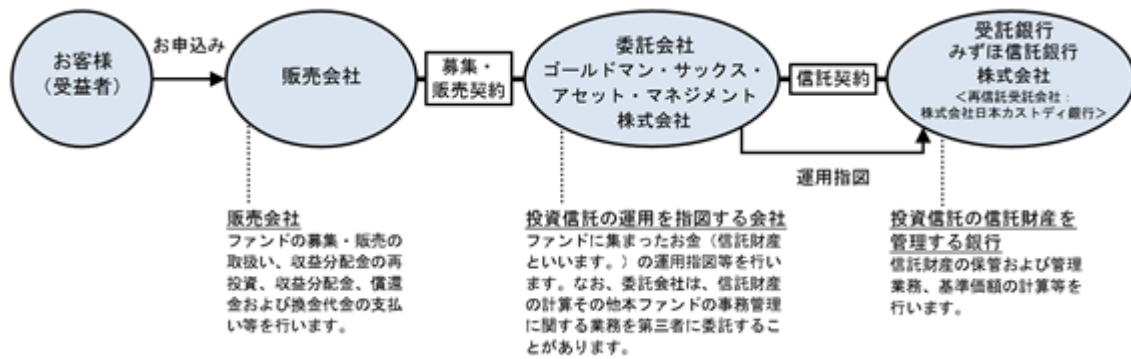 お客様
(受益者)
お申込み
販売会社
募集・
販売契約
委託会社
ゴールドマン・サックス・
アセット・マネジメント
株式会社
信託契約
受託銀行
みずほ信託銀行
株式会社
<再信託受託会社:
株式会社日本カストディ銀行>
運用指図
販売会社
ファンドの募集・販売の
取扱い、収益分配金の再
投資、収益分配金、償還
金および換金代金の支払
い等を行います。
投資信託の運用を指図する会社
ファンドに集まったお金(信託財産
といいます。)の運用指図等を行い
ます。なお、委託会社は、信託財産
の計算その他本ファンドの事務管理
に関する業務を第三者に委託するこ
とがあります。
投資信託の信託財産を
管理する銀行
信託財産の保管および管理
業務、基準価額の計算等を
行います。